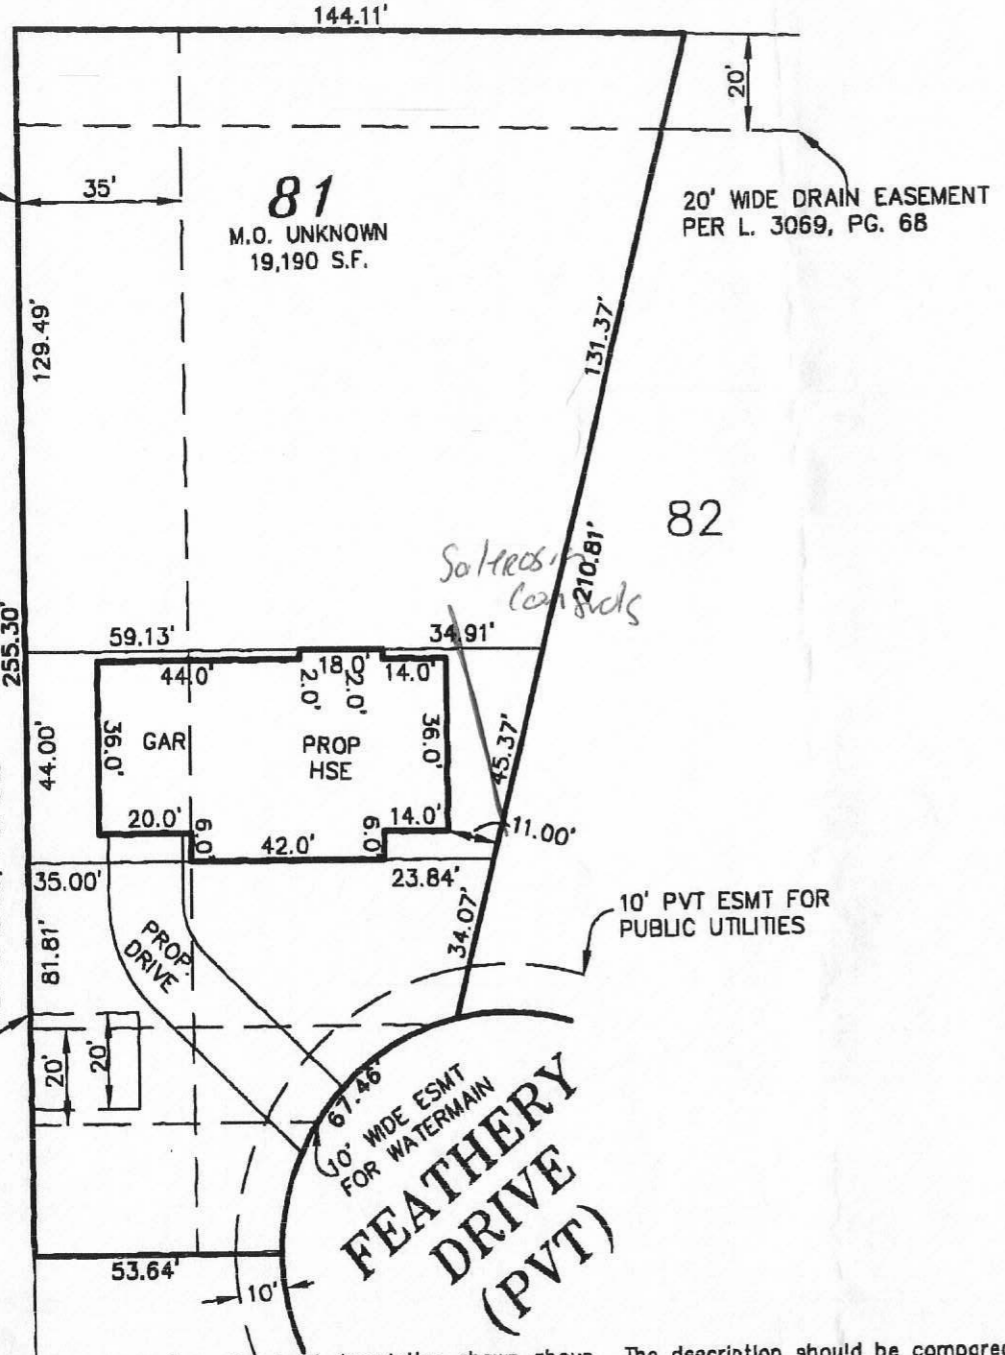 144.11'
20'
20' WIDE DRAIN EASEMENT
PER L. 3069, PG. 68
35'
81
M.O. UNKNOWN
19,190 S.F.
129.49'
131.37'
82
210.81'
Controls
255.30'
59.13'
34.91'
44.0'
18.0'
14.0'
2.0'
2.0'
44.00'
36.0'
GAR
PROP
HSE
36.0'
45.37'
20.0'
6.0'
42.0'
6.0'
14.0'
11.00'
35.00'
23.84'
10' PVT ESMT FOR
PUBLIC UTILITIES
81.81'
PROP.
DRIVE
34.07'
20'
20'
67.46'
10' WIDE ESMT
FOR WATERMAIN
FEATHERY
DRIVE
(PVT)
53.64'
10'
shown above. The description should be compared